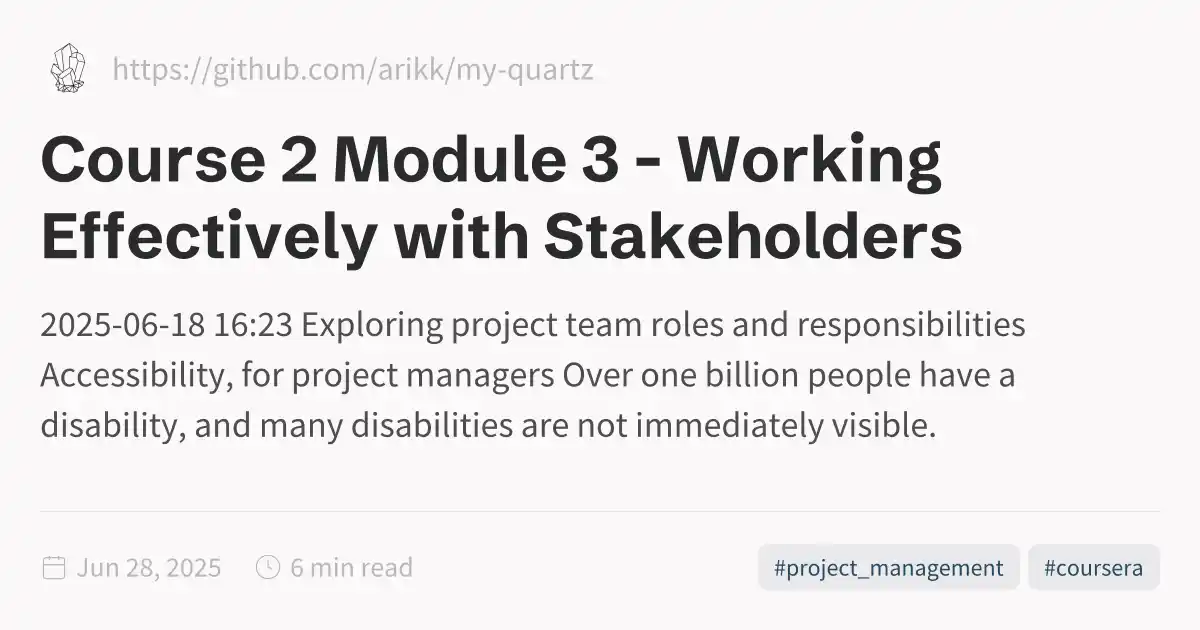 https://github.com/arikk/my-quartz
Course 2 Module 3 - Working
Effectively with Stakeholders
2025-06-18 16:23 Exploring project team roles and responsibilities
Accessibility, for project managers Over one billion people have a
disability, and many disabilities are not immediately visible.
Jun 28, 2025 6 min read #project_management #coursera